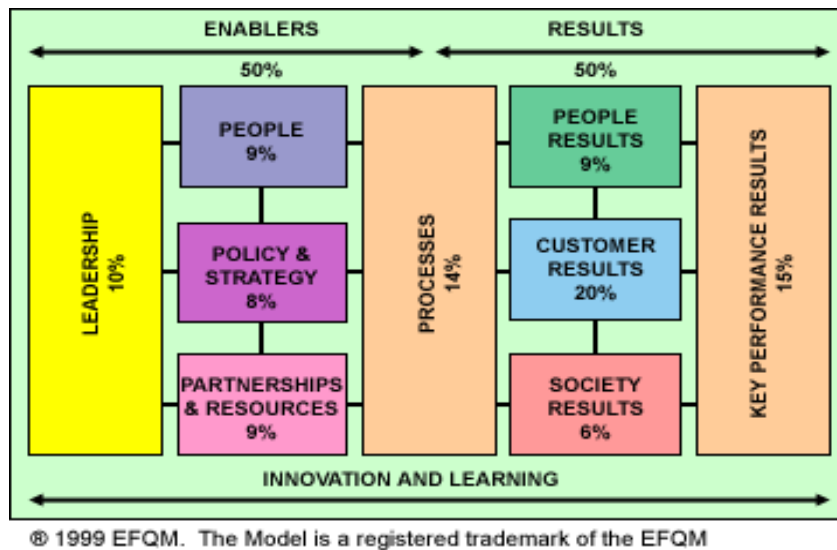 ENABLERS
RESULTS
50%
50%
LEADERSHIP
10%
PEOPLE
9%
POLICY &
STRATEGY
8%
PARTNERSHIPS
& RESOURCES
9%
PROCESSES
14%
PEOPLE
RESULTS
9%
CUSTOMER
RESULTS
20%
SOCIETY
RESULTS
6%
KEY PERFORMANCE RESULTS
15%
INNOVATION AND LEARNING
® 1999 EFQM. The Model is a registered trademark of the EFQM